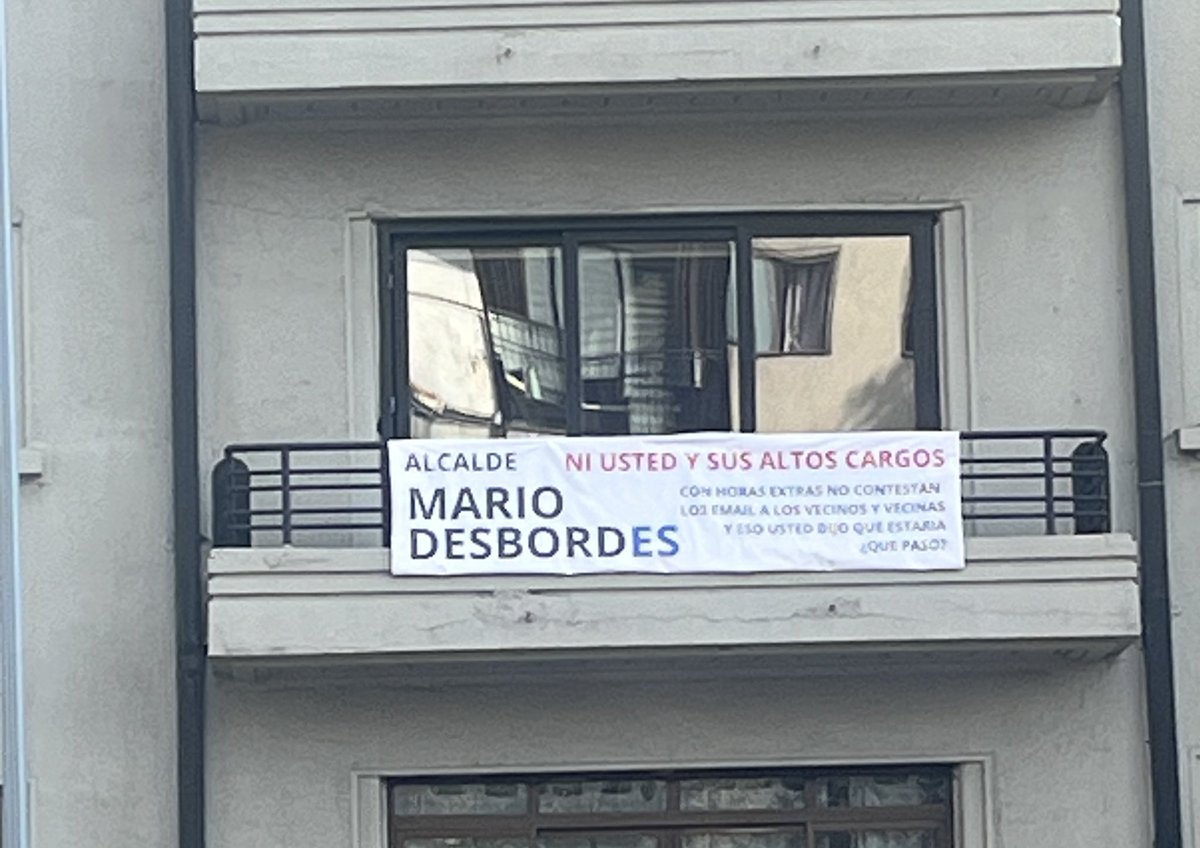 ALCALDE
MARIO
DESBORDES
NI USTED Y SUS ALTOS CARGOS
CON HORAS EXTRAS NO CONTESTAN
LOS EMAIL A LOS VECINOS Y VECINAS
Y ESO USTED DIJO QUE ESTARIA
¿QUE PASO?